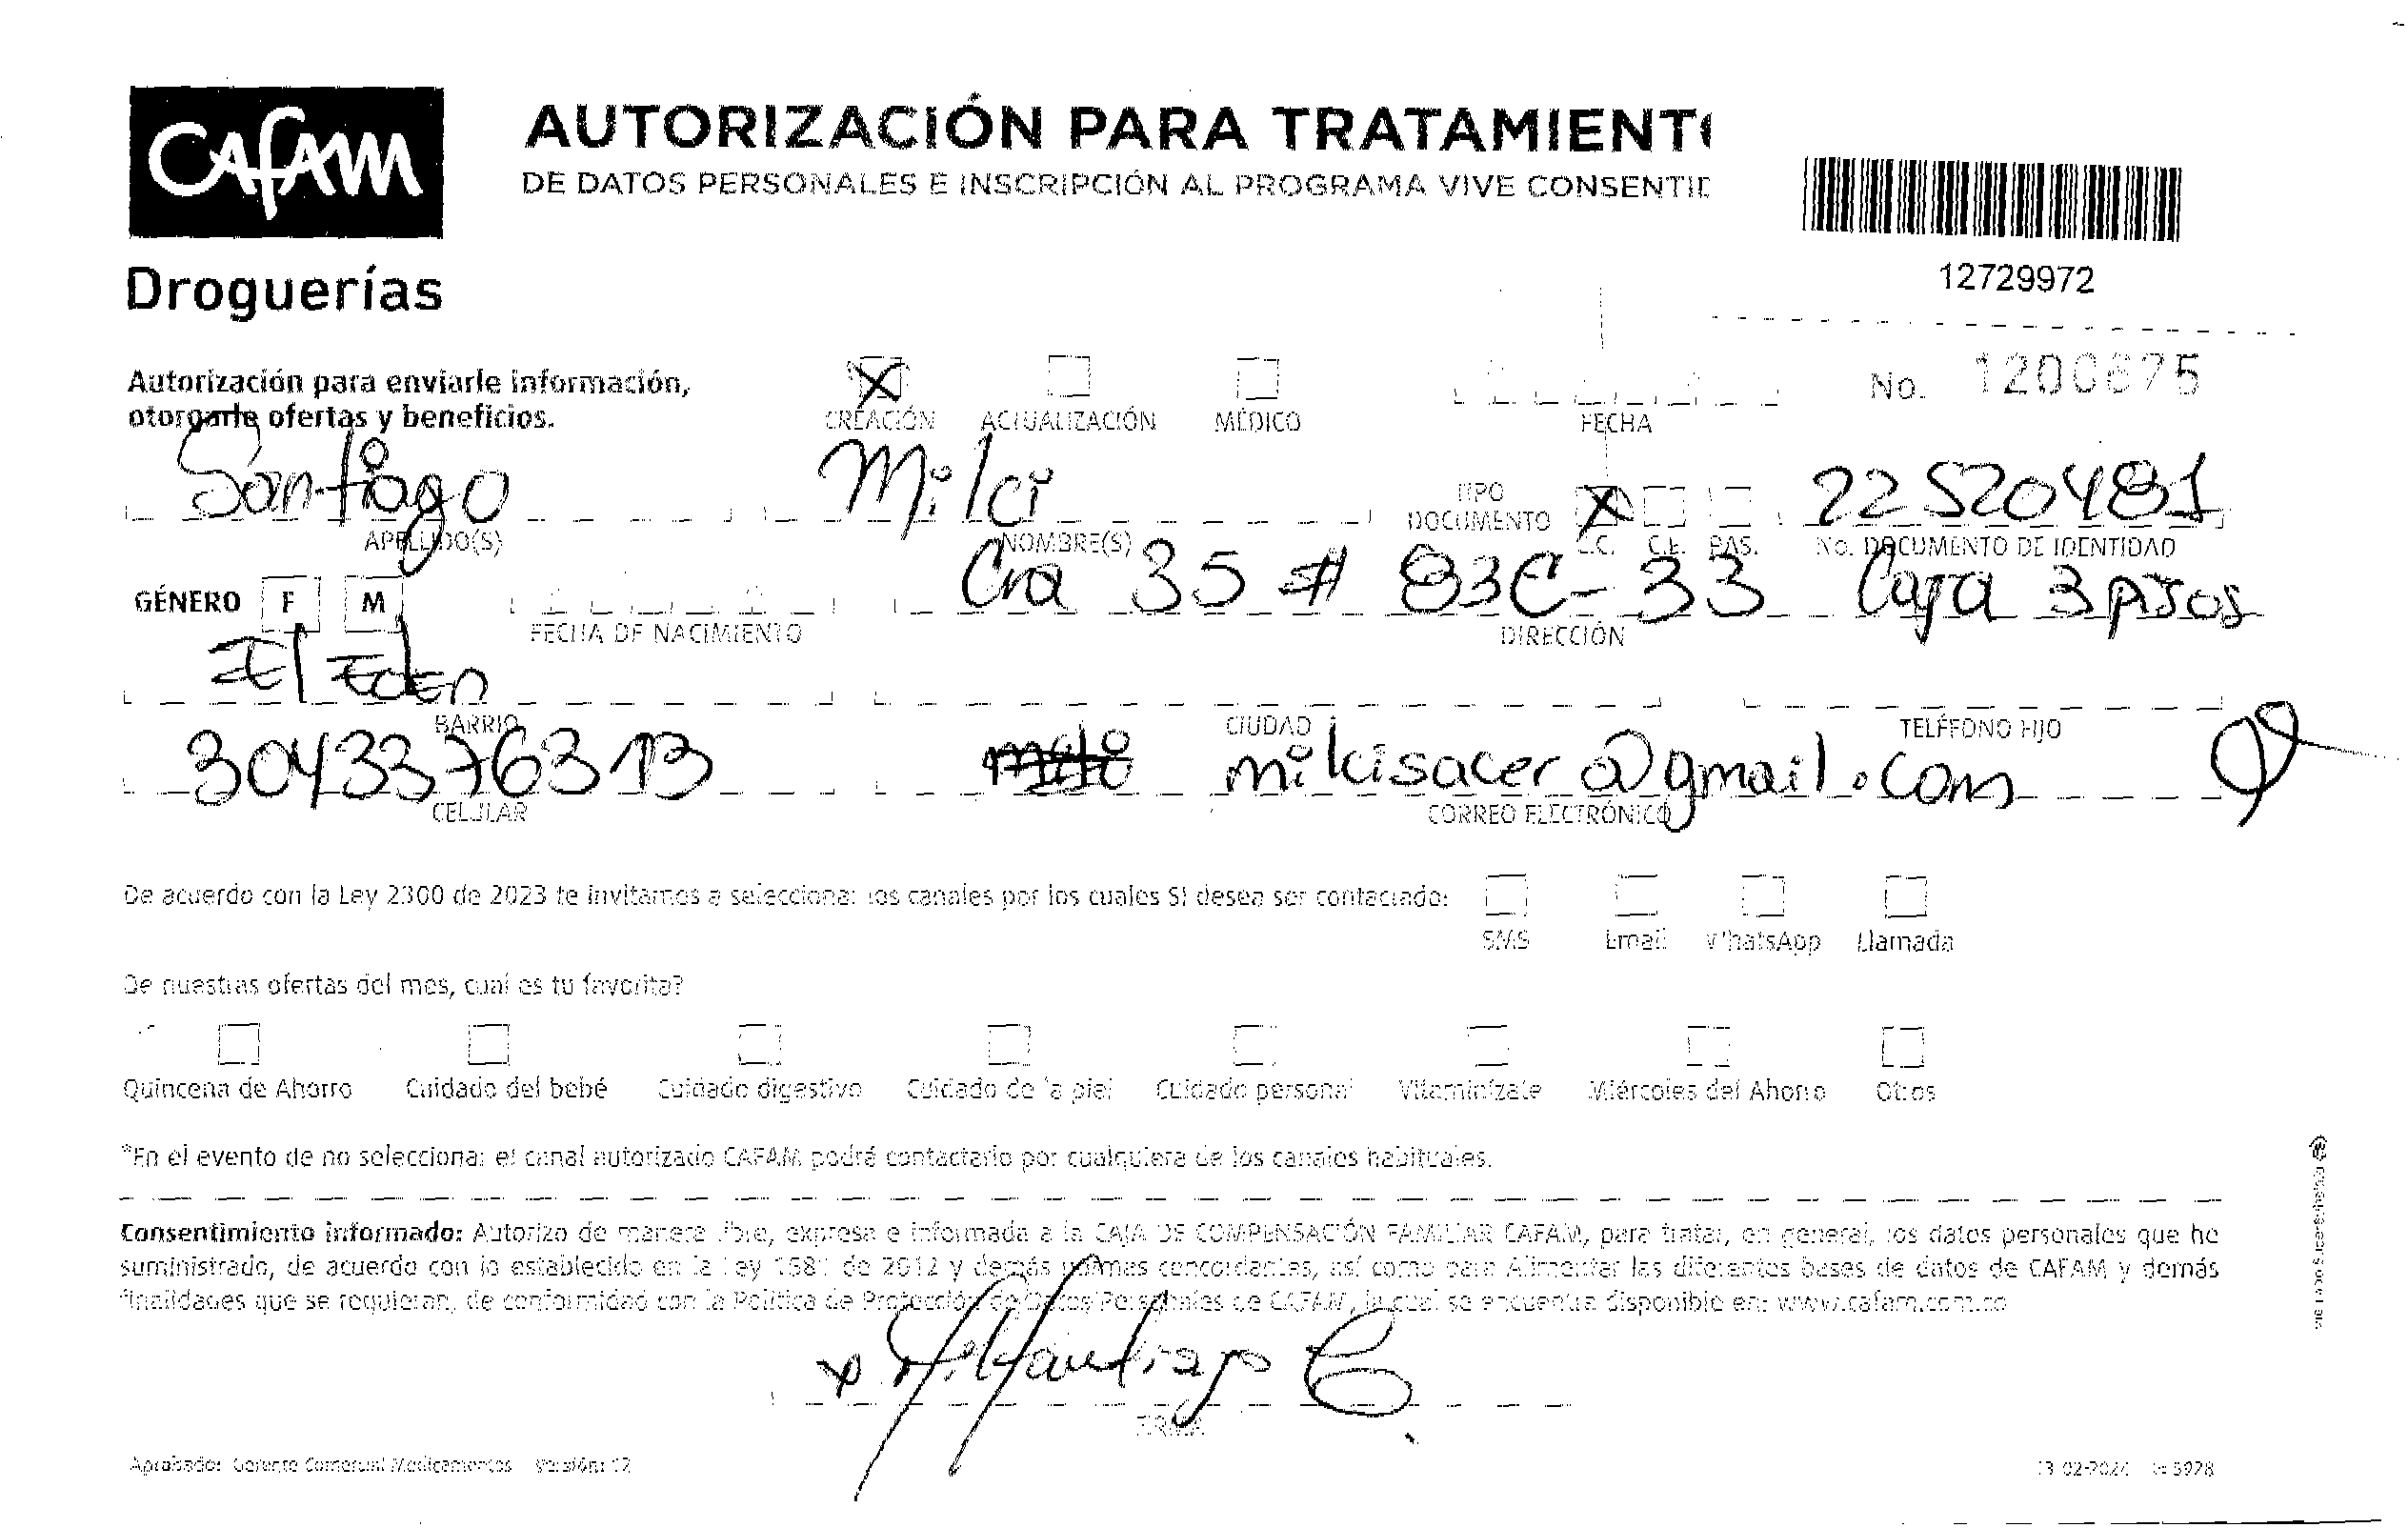 CAFAM
Droguerías
AUTORIZACIÓN PARA TRATAMIENT
DE DATOS PERSONALES E INSCRIPCIÓN AL PROGRAMA VIVE CONSENTID
12729972
Autorización para enviarle información,
otorgarle ofertas y beneficios.
CREACIÓN ACTUALIZACIÓN MÉDICO
FECHA
No. 1200675
Santiago Milci 22520481
APELLIDO(S) NOMBRE(S) TIPO DOCUMENTO C.C. C.E. PAS. No. DOCUMENTO DE IDENTIDAD
GÉNERO F M Cra 35 # 83C-33 Casa 3 pisos
FECHA DE NACIMIENTO DIRECCIÓN
El Eden
BARRIO CIUDAD TELÉFONO FIJO
3043376313 milcisacer@gmail.com
CELULAR CORREO ELECTRÓNICO
De acuerdo con la Ley 2300 de 2023 te invitamos a seleccionar los canales por los cuales SI desea ser contactado:
SMS Email WhatsApp Llamada
De nuestras ofertas del mes, cual es tu favorita?
Quincena de Ahorro Cuidado del bebé Cuidado digestivo Cuidado de la piel Cuidado personal Vitaminízate Miércoles del Ahorro Otros
*En el evento de no seleccionar el canal autorizado CAFAM podrá contactarlo por cualquiera de los canales habituales.
Consentimiento informado: Autorizo de manera libre, expresa e informada a la CAJA DE COMPENSACIÓN FAMILIAR CAFAM, para tratar, en general, los datos personales que he
suministrado, de acuerdo con lo establecido en la Ley 1581 de 2012 y demás normas concordantes, así como para Alimentar las diferentes bases de datos de CAFAM y demás
finalidades que se requieran, de conformidad con la Política de Protección de Datos Personales de CAFAM, la cual se encuentra disponible en: www.cafam.com.co
x M. Santiago C.
FIRMA
Aprobado: Gerente Comercial Medicamentos Versión: 12